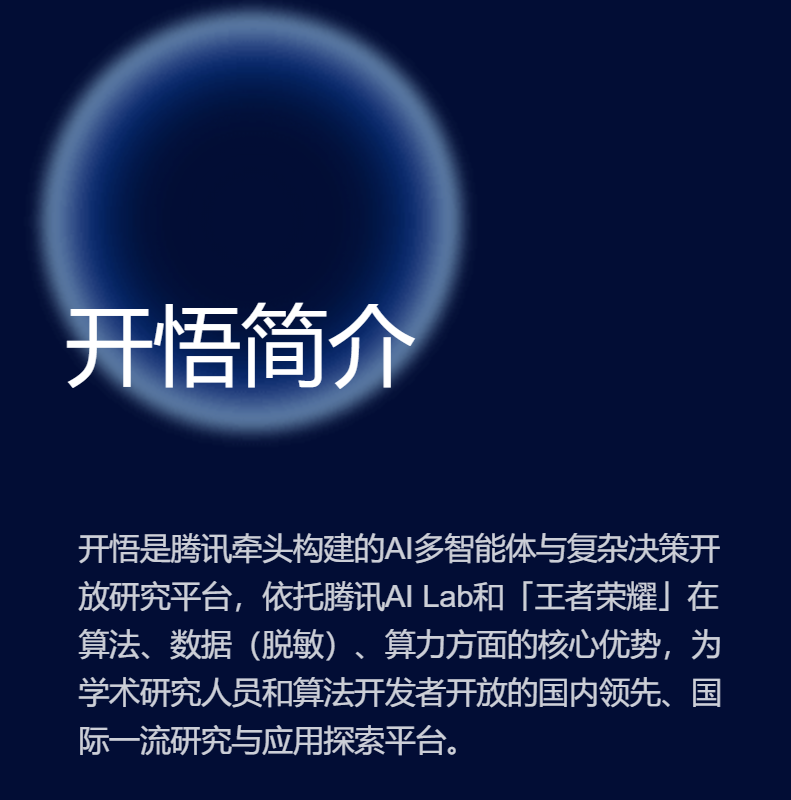 开悟简介
开悟是腾讯牵头构建的AI多智能体与复杂决策开
放研究平台，依托腾讯AI Lab和「王者荣耀」在
算法、数据（脱敏）、算力方面的核心优势，为
学术研究人员和算法开发者开放的国内领先、国
际一流研究与应用探索平台。